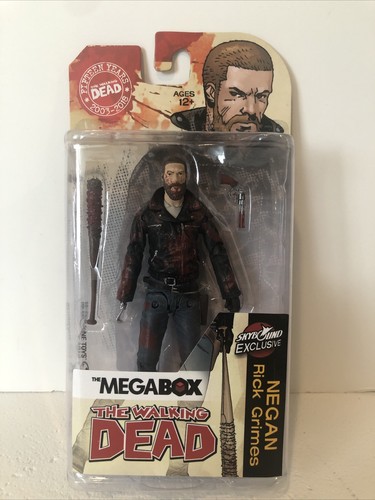 FIFTEEN YEARS
THE WALKING
DEAD
2003-2018
AGES
12+
SKYBOUND
EXCLUSIVE
THE MEGABOX
THE WALKING
DEAD
NEGAN
Rick Grimes